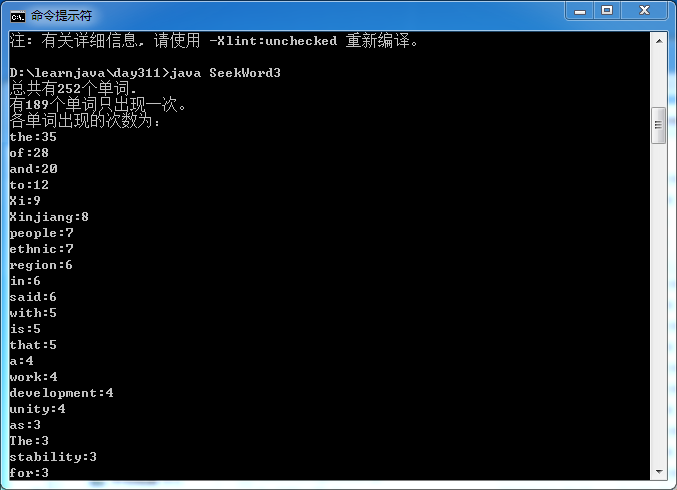 命令提示符
注: 有关详细信息, 请使用 -Xlint:unchecked 重新编译。
D:\learnjava\day311>java SeekWord3
总共有252个单词.
有189个单词只出现一次。
各单词出现的次数为:
the:35
of:28
and:20
to:12
Xi:9
Xinjiang:8
people:7
ethnic:7
region:6
in:6
said:6
with:5
is:5
that:5
a:4
work:4
development:4
unity:4
as:3
The:3
stability:3
for:3